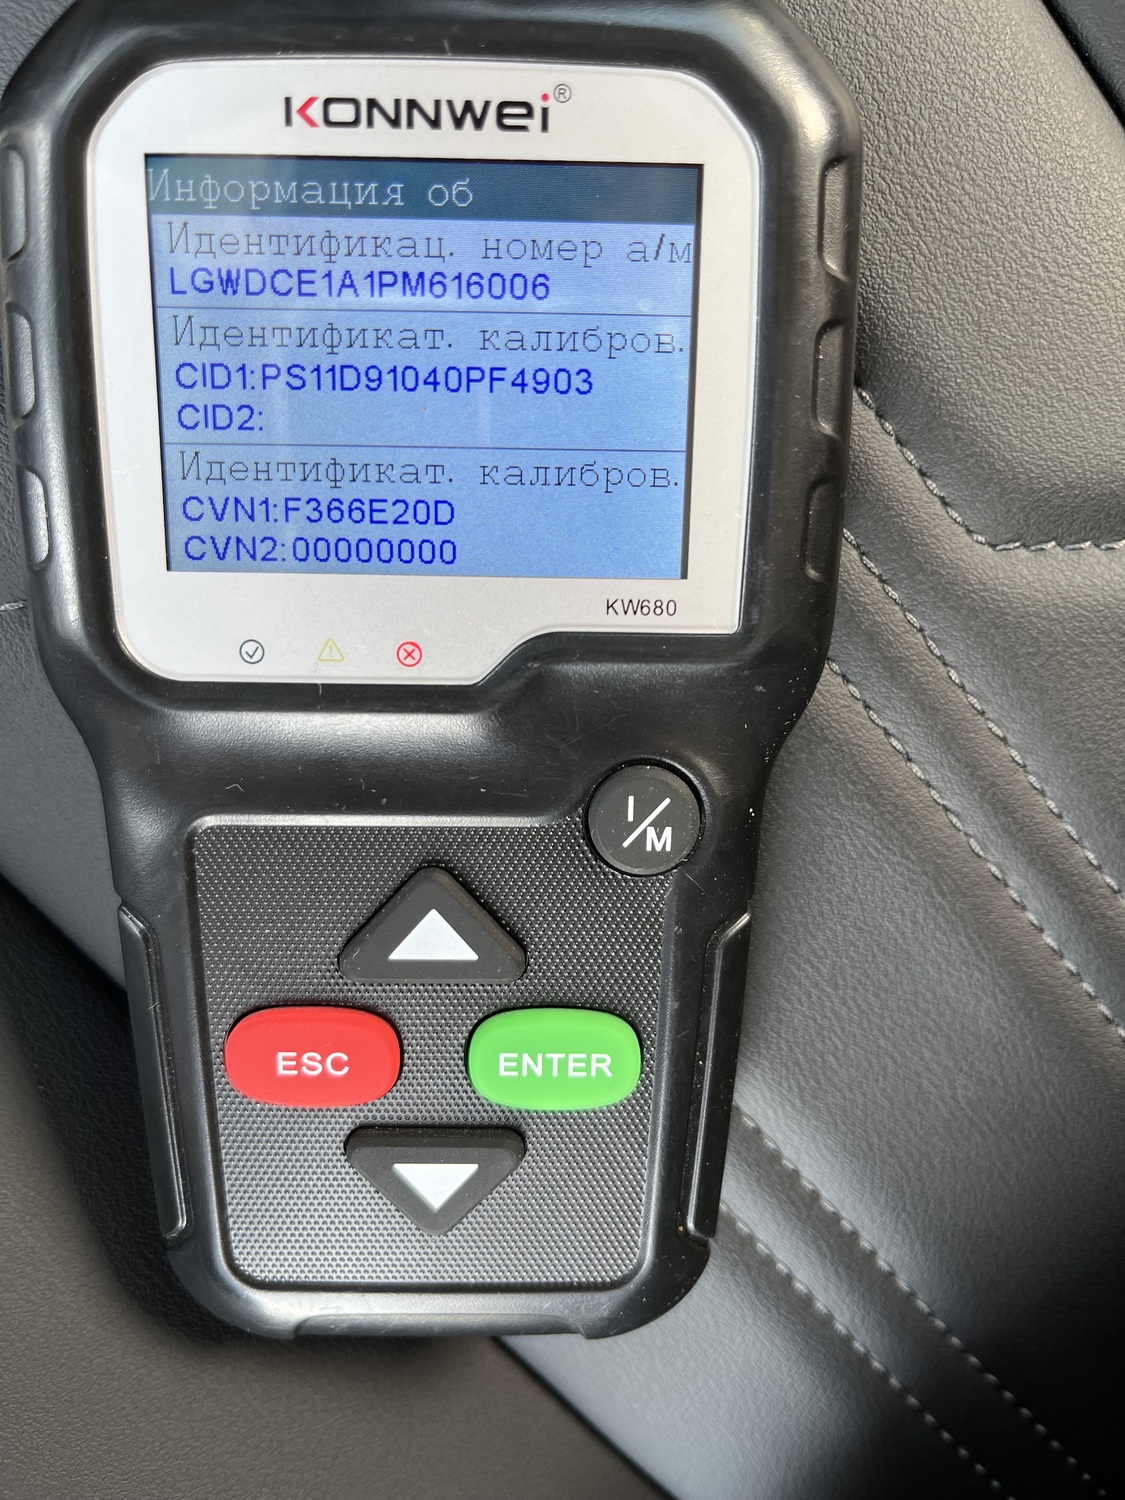 KONNWEI®
Информация об
Идентификац. номер а/м
LGWDCE1A1PM616006
Идентификат. калибров.
CID1:PS11D91040PF4903
CID2:
Идентификат. калибров.
CVN1:F366E20D
CVN2:00000000
KW680
I/M
ESC
ENTER